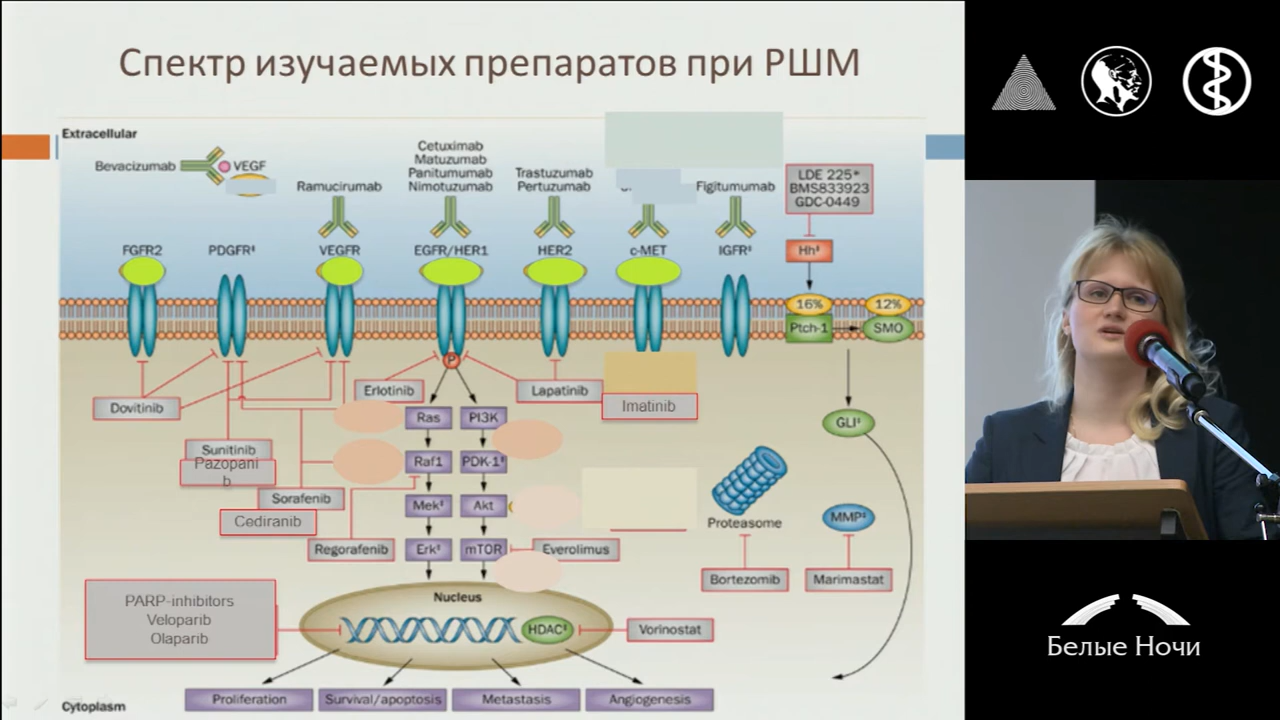 Спектр изучаемых препаратов при РШМ
Extracellular
Bevacizumab
VEGF
Ramucirumab
Cetuximab
Matuzumab
Panitumumab
Nimotuzumab
Trastuzumab
Pertuzumab
Figitumumab
LDE 225*
BMS833923
GDC-0449
FGFR2
PDGFR‡
VEGFR
EGFR/HER1
HER2
c-MET
IGFR‡
Hh‡
16%
12%
Ptch-1
SMO
P
Dovitinib
Erlotinib
Lapatinib
Imatinib
Ras
PI3K
GLI‡
Sunitinib
Pazopani
b
Raf1
PDK-1‡
Sorafenib
Cediranib
Mek‡
Akt
Proteasome
MMP‡
Regorafenib
Erk‡
mTOR
Everolimus
Bortezomib
Marimastat
PARP-inhibitors
Veloparib
Olaparib
Nucleus
HDAC‡
Vorinostat
Proliferation
Survival/apoptosis
Metastasis
Angiogenesis
Cytoplasm
Белые Ночи